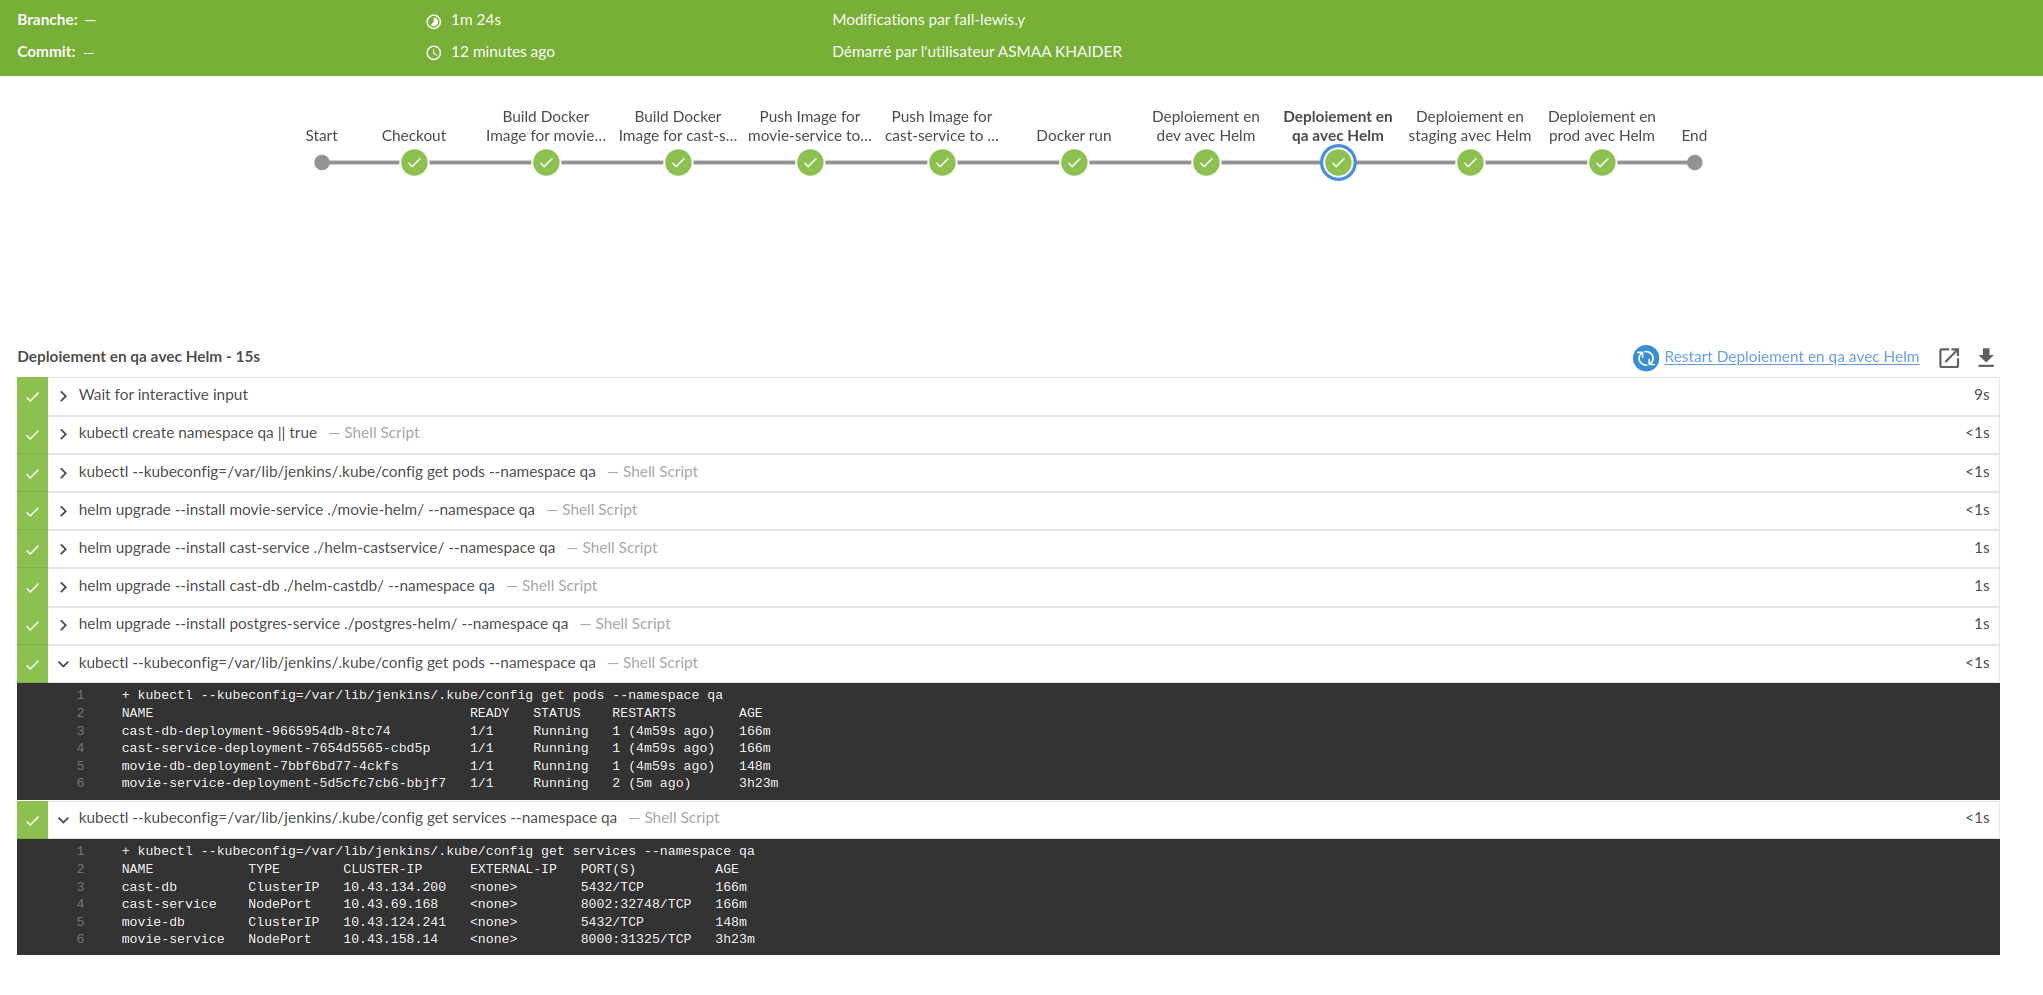 Branche: —
1m 24s
Modifications par fall-lewis.y
Commit: —
12 minutes ago
Démarré par l'utilisateur ASMAA KHAIDER
Start
Checkout
Build Docker
Image for movie...
Build Docker
Image for cast-s...
Push Image for
movie-service to...
Push Image for
cast-service to ...
Docker run
Deploiement en
dev avec Helm
Deploiement en
qa avec Helm
Deploiement en
staging avec Helm
Deploiement en
prod avec Helm
End
Deploiement en qa avec Helm - 15s
Restart Deploiement en qa avec Helm
Wait for interactive input 9s
kubectl create namespace qa || true — Shell Script <1s
kubectl --kubeconfig=/var/lib/jenkins/.kube/config get pods --namespace qa — Shell Script <1s
helm upgrade --install movie-service ./movie-helm/ --namespace qa — Shell Script <1s
helm upgrade --install cast-service ./helm-castservice/ --namespace qa — Shell Script 1s
helm upgrade --install cast-db ./helm-castdb/ --namespace qa — Shell Script 1s
helm upgrade --install postgres-service ./postgres-helm/ --namespace qa — Shell Script 1s
kubectl --kubeconfig=/var/lib/jenkins/.kube/config get pods --namespace qa — Shell Script <1s
1 + kubectl --kubeconfig=/var/lib/jenkins/.kube/config get pods --namespace qa
2 NAME READY STATUS RESTARTS AGE
3 cast-db-deployment-9665954db-8tc74 1/1 Running 1 (4m59s ago) 166m
4 cast-service-deployment-7654d5565-cbd5p 1/1 Running 1 (4m59s ago) 166m
5 movie-db-deployment-7bbf6bd77-4ckfs 1/1 Running 1 (4m59s ago) 148m
6 movie-service-deployment-5d5cfc7cb6-bbjf7 1/1 Running 2 (5m ago) 3h23m
kubectl --kubeconfig=/var/lib/jenkins/.kube/config get services --namespace qa — Shell Script <1s
1 + kubectl --kubeconfig=/var/lib/jenkins/.kube/config get services --namespace qa
2 NAME TYPE CLUSTER-IP EXTERNAL-IP PORT(S) AGE
3 cast-db ClusterIP 10.43.134.200 <none> 5432/TCP 166m
4 cast-service NodePort 10.43.69.168 <none> 8002:32748/TCP 166m
5 movie-db ClusterIP 10.43.124.241 <none> 5432/TCP 148m
6 movie-service NodePort 10.43.158.14 <none> 8000:31325/TCP 3h23m